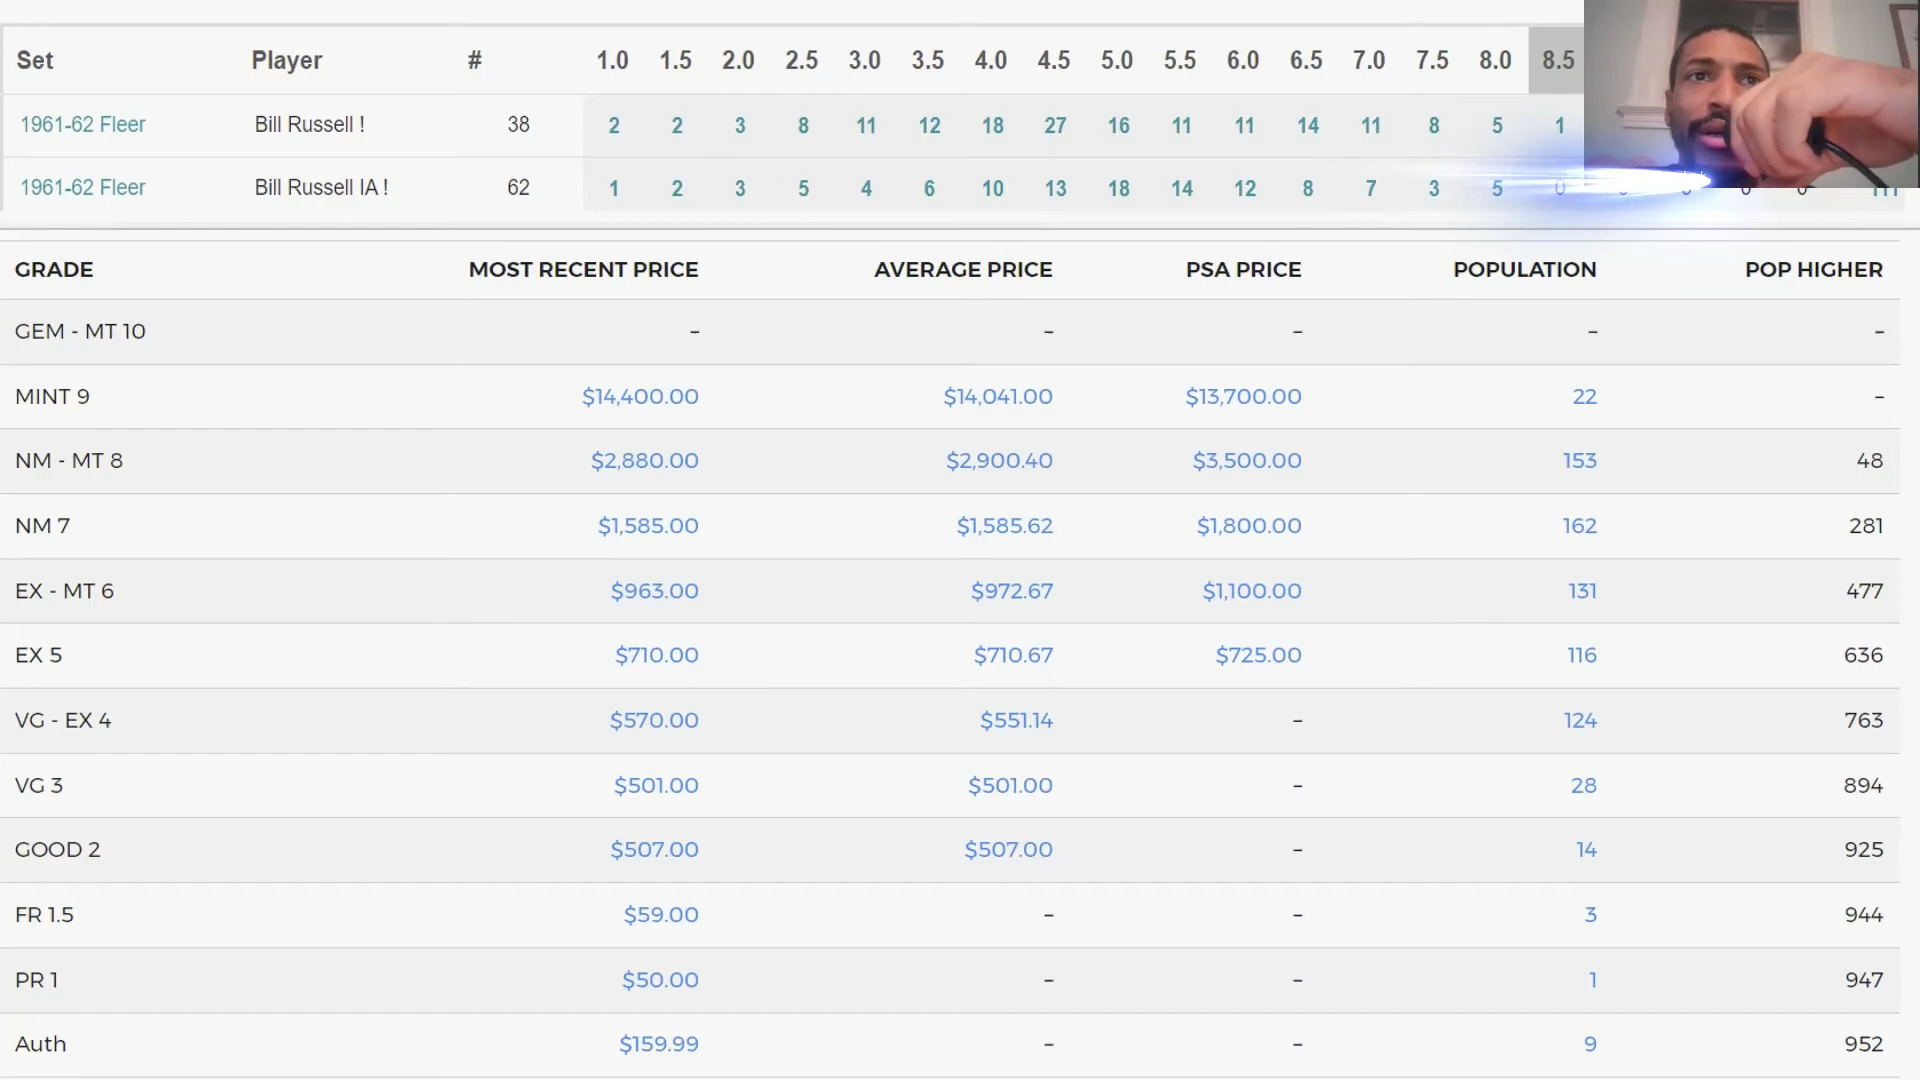 Set Player # 1.0 1.5 2.0 2.5 3.0 3.5 4.0 4.5 5.0 5.5 6.0 6.5 7.0 7.5 8.0 8.5
1961-62 Fleer Bill Russell ! 38 2 2 3 8 11 12 18 27 16 11 11 14 11 8 5 1
1961-62 Fleer Bill Russell IA ! 62 1 2 3 5 4 6 10 13 18 14 12 8 7 3 5 0
GRADE MOST RECENT PRICE AVERAGE PRICE PSA PRICE POPULATION POP HIGHER
GEM - MT 10 – – – – –
MINT 9 $14,400.00 $14,041.00 $13,700.00 22 –
NM - MT 8 $2,880.00 $2,900.40 $3,500.00 153 48
NM 7 $1,585.00 $1,585.62 $1,800.00 162 281
EX - MT 6 $963.00 $972.67 $1,100.00 131 477
EX 5 $710.00 $710.67 $725.00 116 636
VG - EX 4 $570.00 $551.14 – 124 763
VG 3 $501.00 $501.00 – 28 894
GOOD 2 $507.00 $507.00 – 14 925
FR 1.5 $59.00 – – 3 944
PR 1 $50.00 – – 1 947
Auth $159.99 – – 9 952